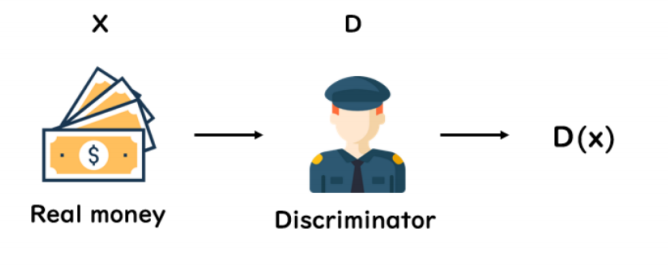 X
D
$
D(x)
Real money
Discriminator